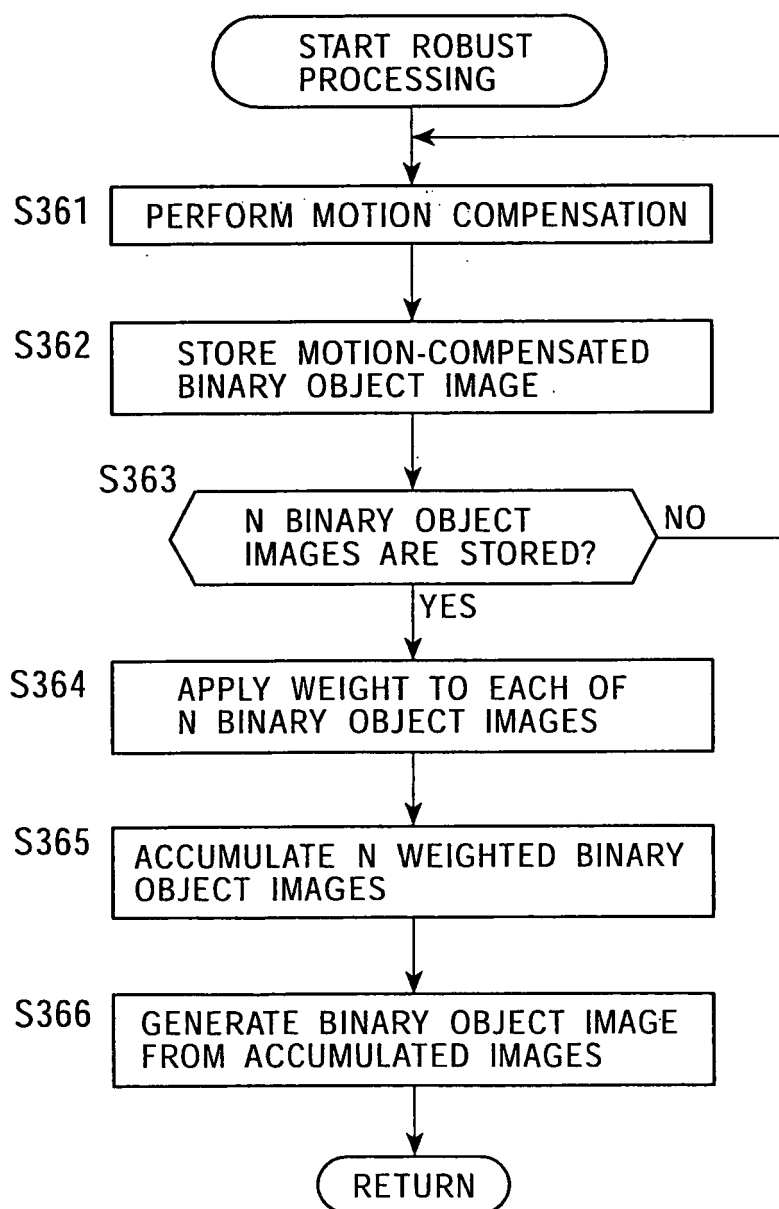 START ROBUST
PROCESSING
S361
PERFORM MOTION COMPENSATION
S362
STORE MOTION-COMPENSATED
BINARY OBJECT IMAGE
S363
N BINARY OBJECT
IMAGES ARE STORED?
NO
YES
S364
APPLY WEIGHT TO EACH OF
N BINARY OBJECT IMAGES
S365
ACCUMULATE N WEIGHTED BINARY
OBJECT IMAGES
S366
GENERATE BINARY OBJECT IMAGE
FROM ACCUMULATED IMAGES
RETURN